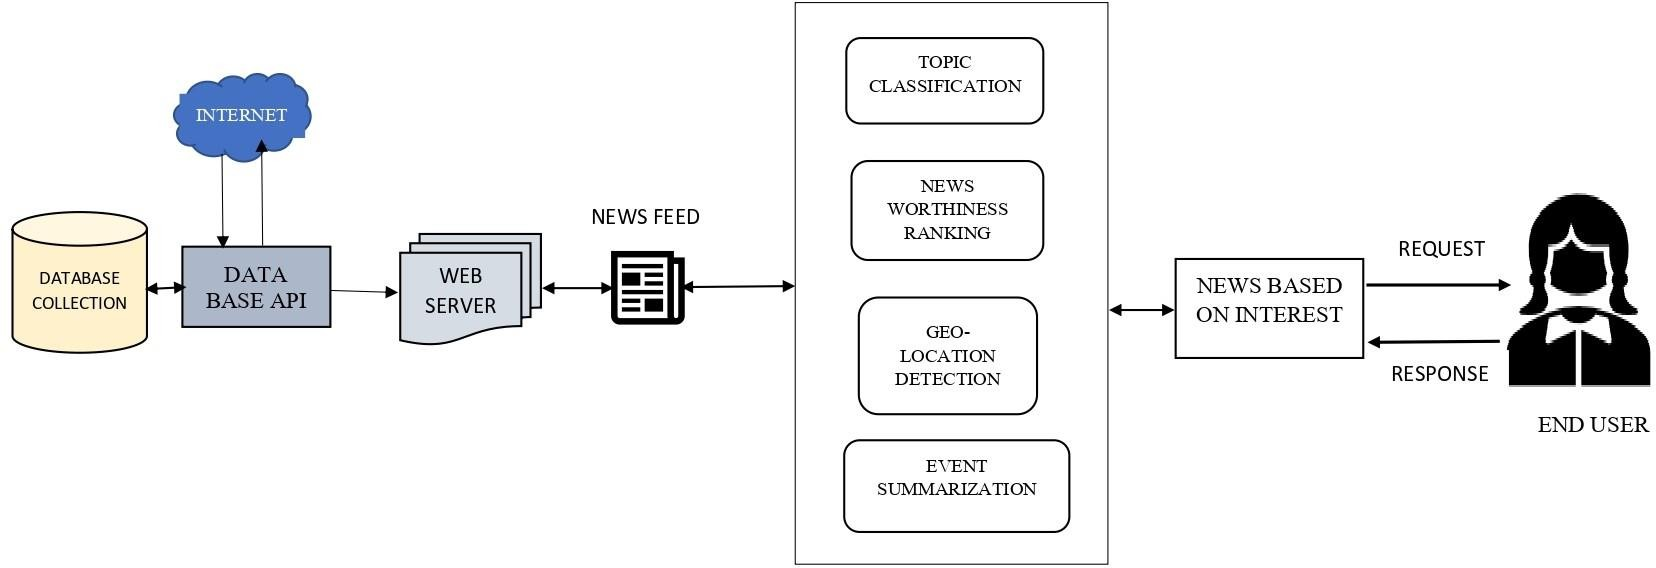 INTERNET
DATABASE
COLLECTION
DATA
BASE API
WEB
SERVER
NEWS FEED
TOPIC
CLASSIFICATION
NEWS
WORTHINESS
RANKING
GEO-
LOCATION
DETECTION
EVENT
SUMMARIZATION
NEWS BASED
ON INTEREST
REQUEST
RESPONSE
END USER